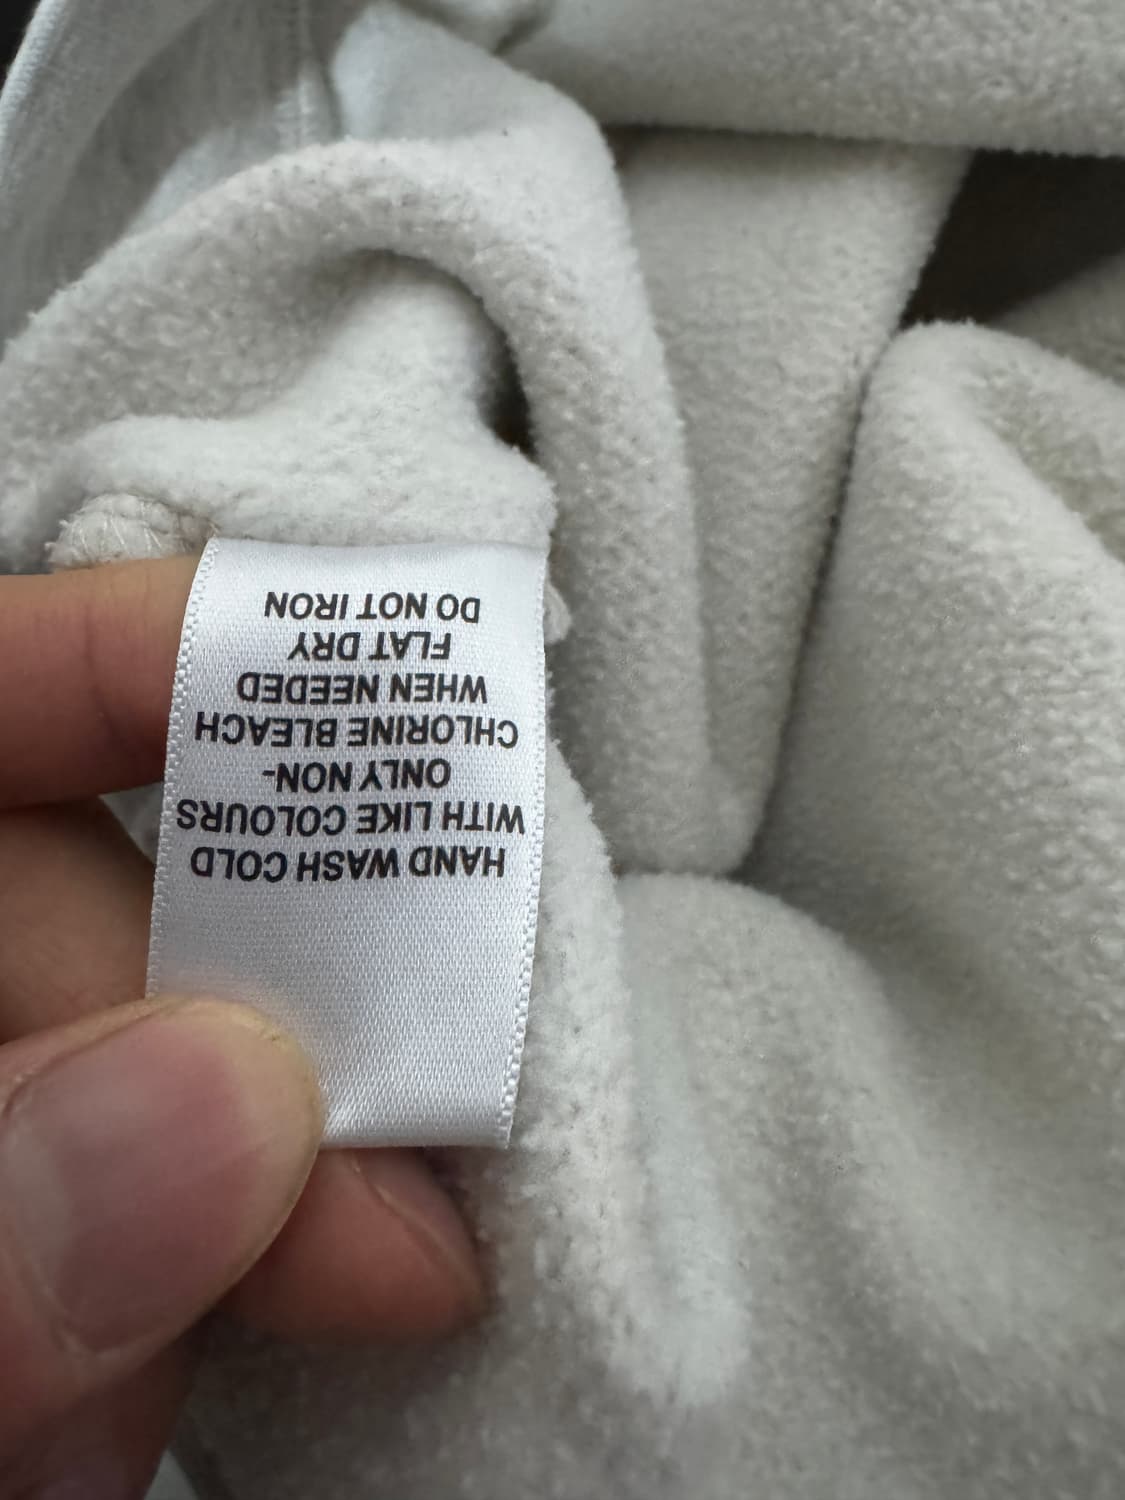 HAND WASH COLD
WITH LIKE COLOURS
ONLY NON-
CHLORINE BLEACH
WHEN NEEDED
FLAT DRY
DO NOT IRON